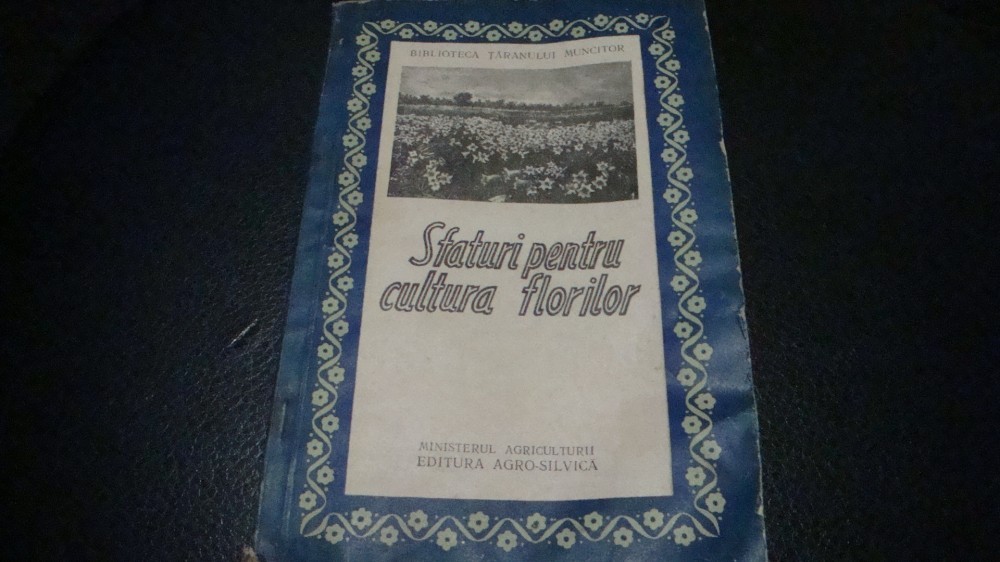 BIBLIOTECA ȚĂRANULUI MUNCITOR
Sfaturi pentru
cultura florilor
MINISTERUL AGRICULTURII
EDITURA AGRO-SILVICĂ